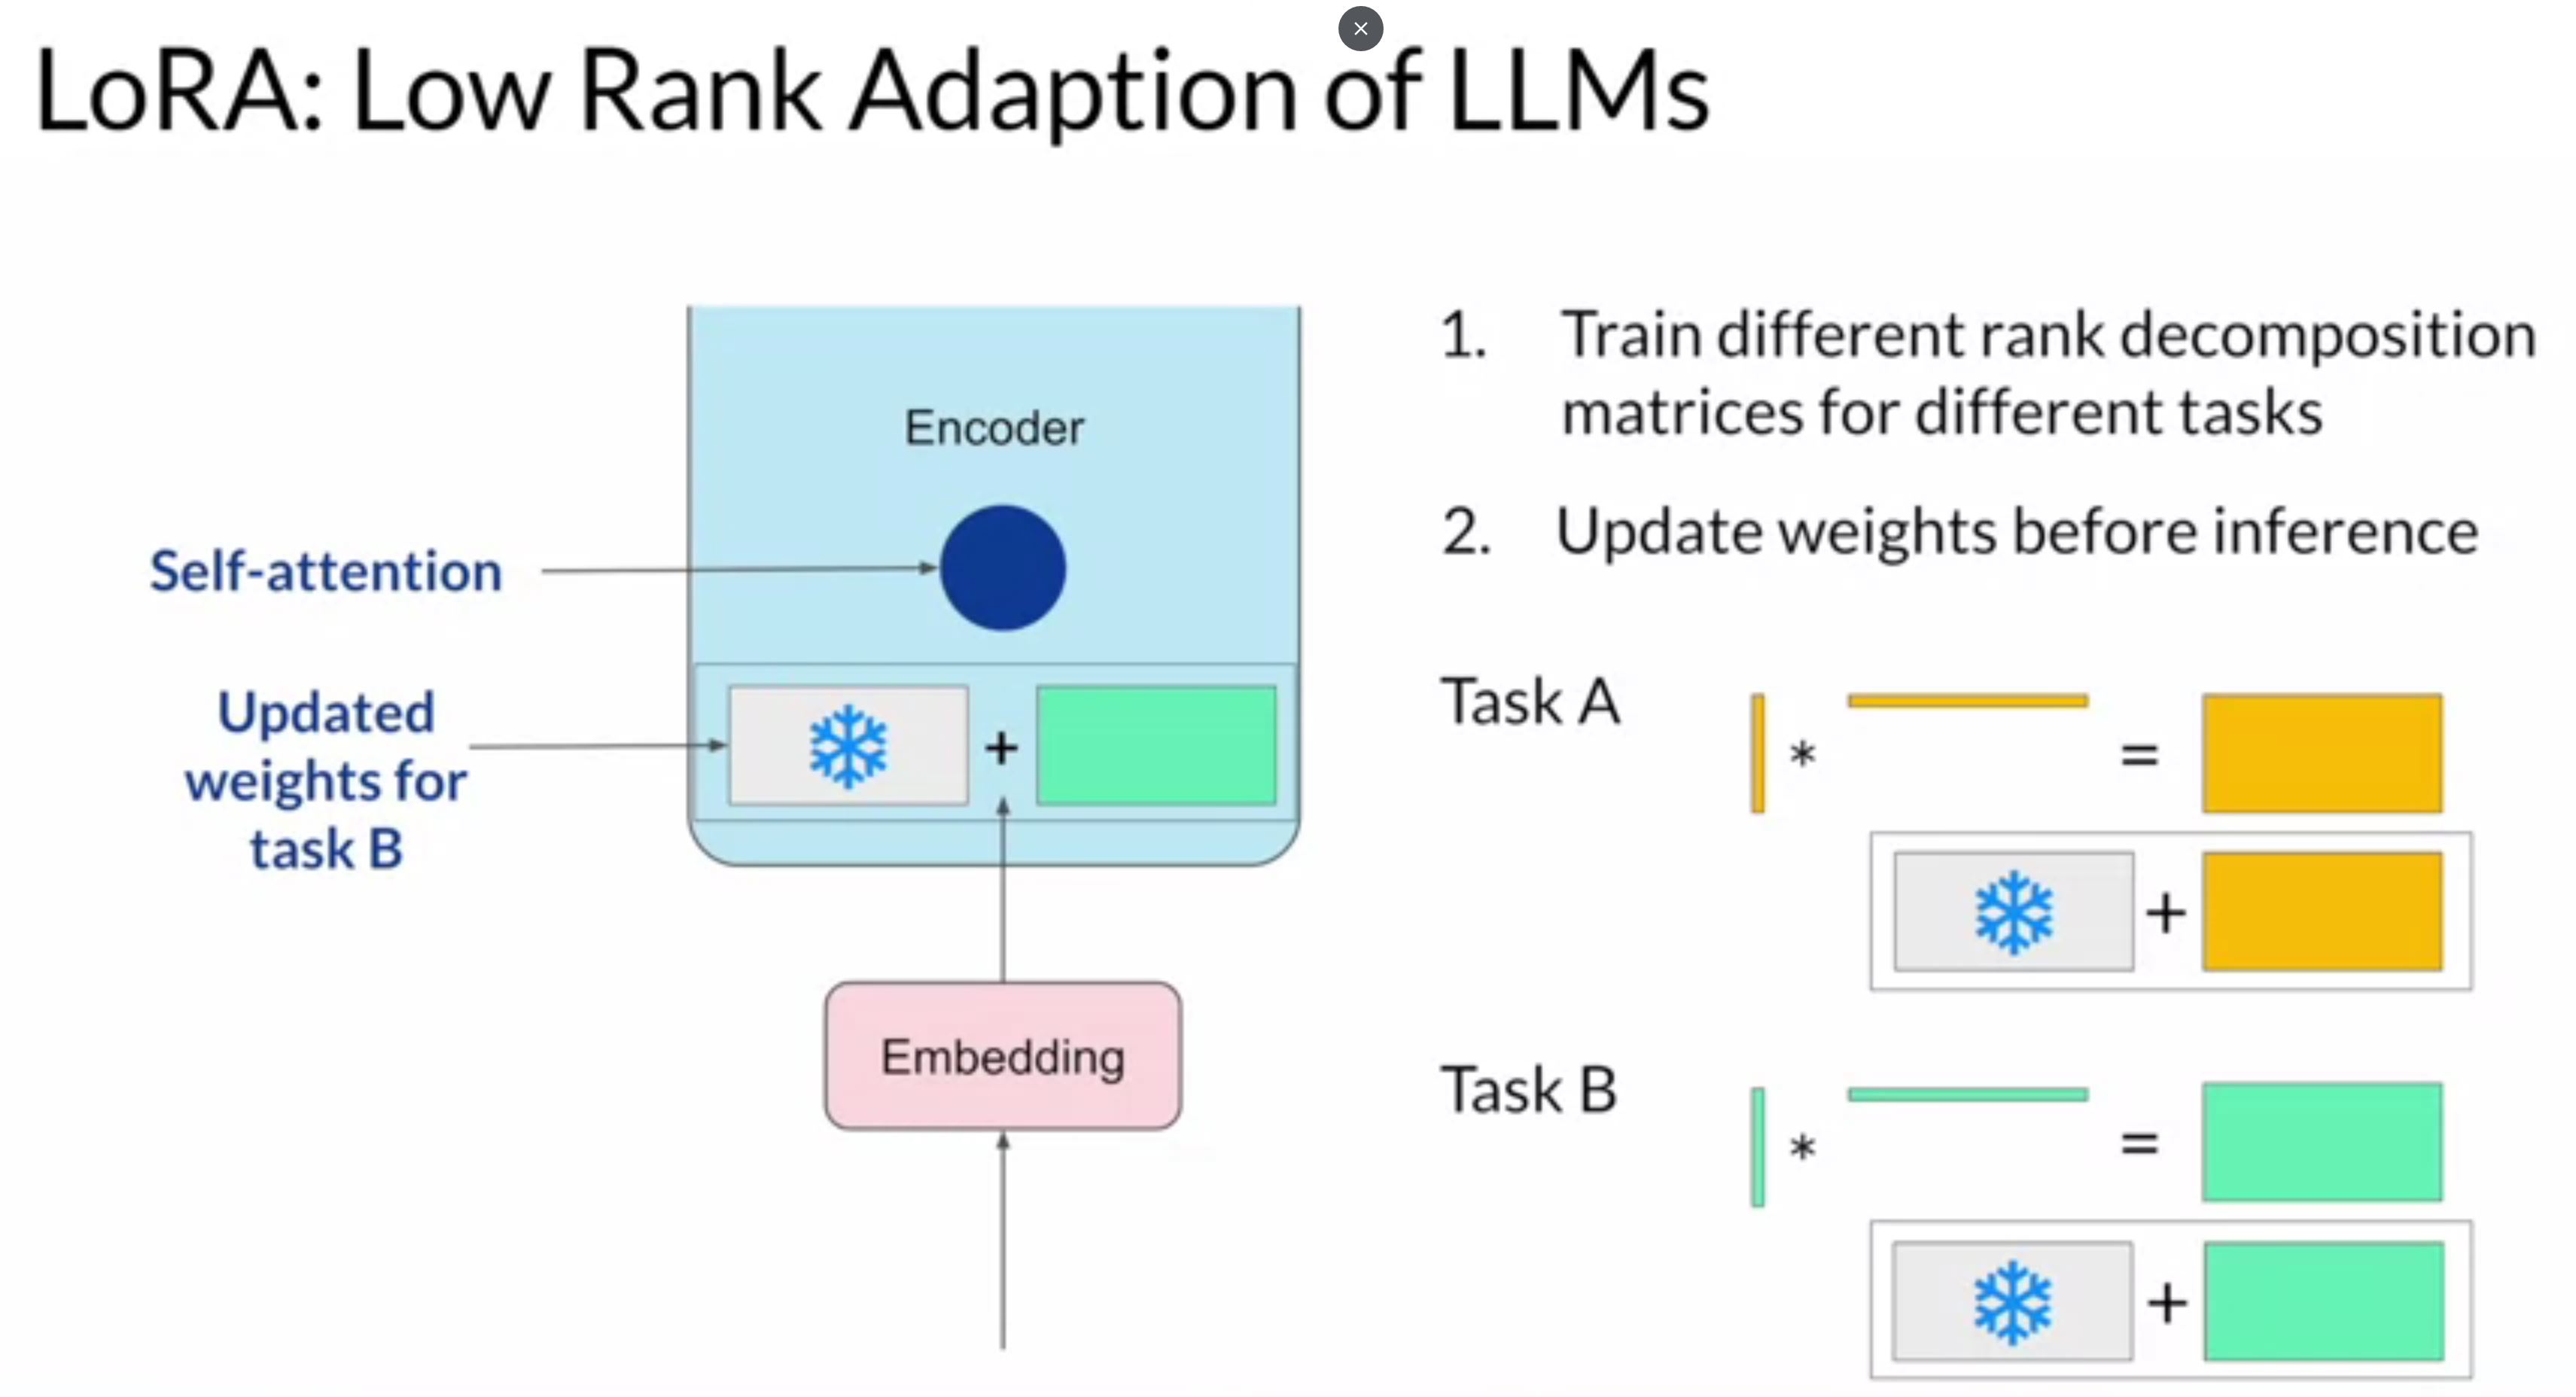 LoRA: Low Rank Adaption of LLMs
Encoder
Self-attention
Updated
weights for
task B
+
Embedding
1. Train different rank decomposition
matrices for different tasks
2. Update weights before inference
Task A
* =
+
Task B
* =
+